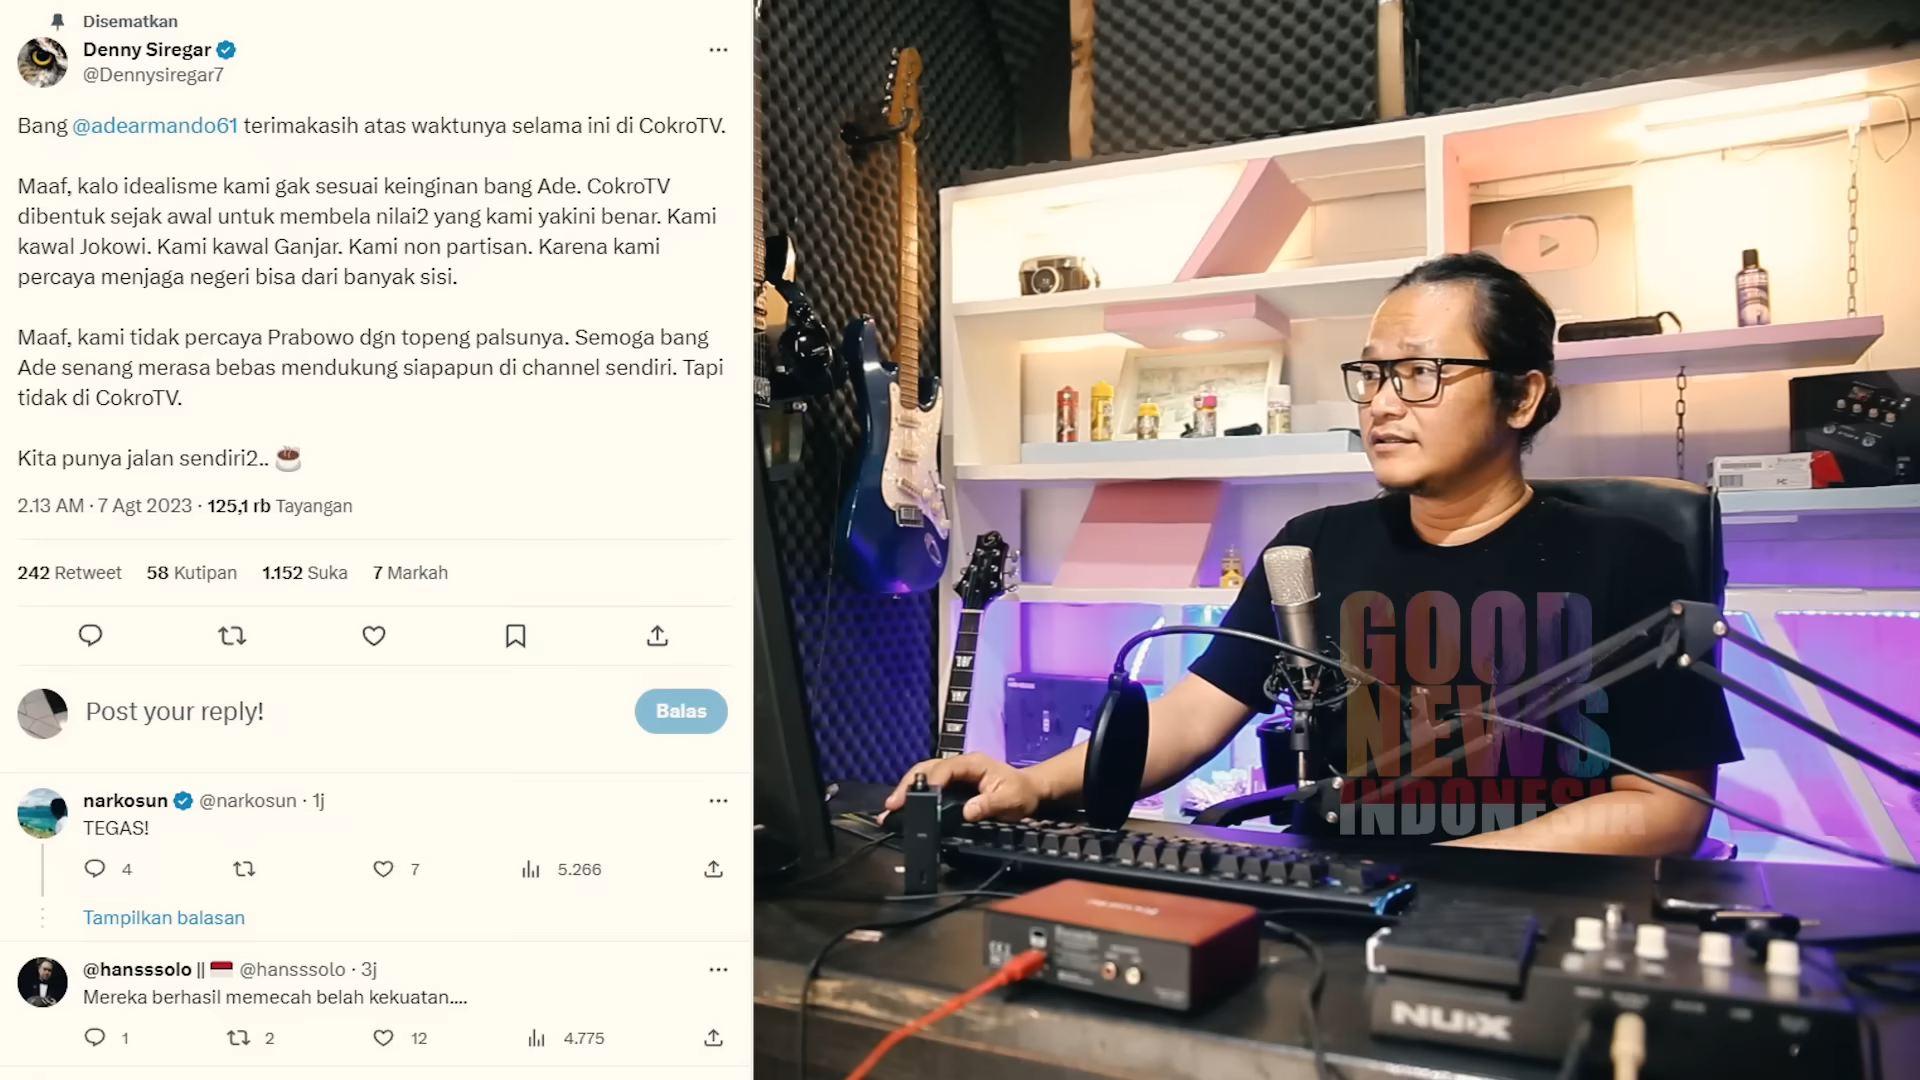 Disematkan
Denny Siregar
@Dennysiregar7
Bang @adearmando61 terimakasih atas waktunya selama ini di CokroTV.
Maaf, kalo idealisme kami gak sesuai keinginan bang Ade. CokroTV
dibentuk sejak awal untuk membela nilai2 yang kami yakini benar. Kami
kawal Jokowi. Kami kawal Ganjar. Kami non partisan. Karena kami
percaya menjaga negeri bisa dari banyak sisi.
Maaf, kami tidak percaya Prabowo dgn topeng palsunya. Semoga bang
Ade senang merasa bebas mendukung siapapun di channel sendiri. Tapi
tidak di CokroTV.
Kita punya jalan sendiri2.. ☕
2.13 AM · 7 Agt 2023 · 125,1 rb Tayangan
242 Retweet 58 Kutipan 1.152 Suka 7 Markah
Post your reply!
Balas
narkosun @narkosun · 1j
TEGAS!
4 7 5.266
Tampilkan balasan
@hansssolo || @hansssolo · 3j
Mereka berhasil memecah belah kekuatan....
1 2 12 4.775
GOOD
NEWS
INDONESIA
NUX